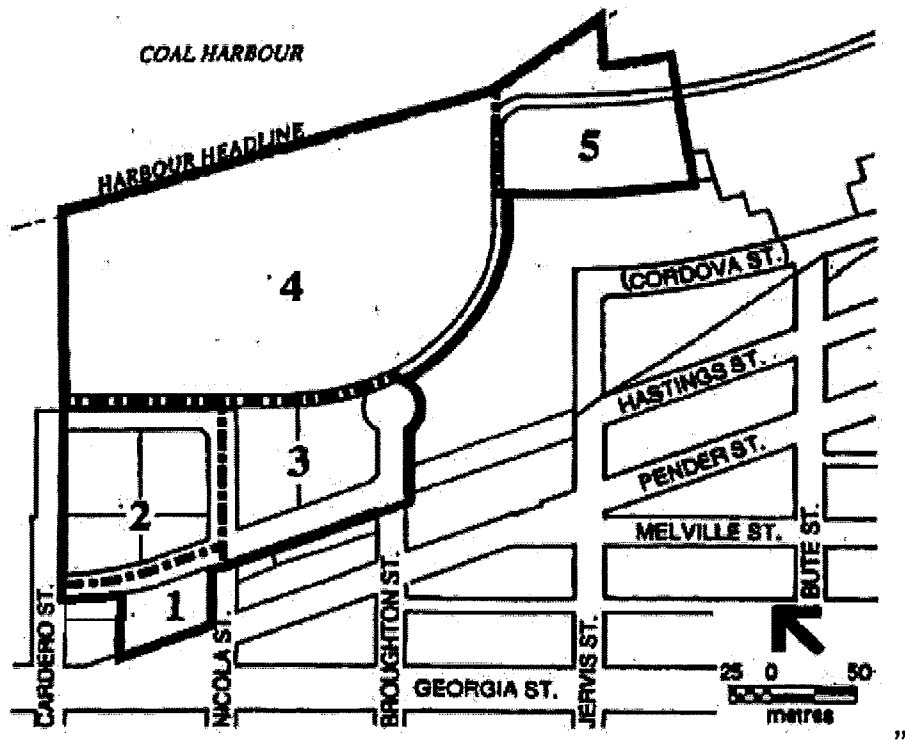 COAL HARBOUR
HARBOUR HEADLINE
5
4
(CORDOVA ST.)
HASTINGS ST.
3
PENDER ST.
2
MELVILLE ST.
BUTE ST.
1
CARDERO ST.
NICOLA ST.
BROUGHTON ST.
JERVIS ST.
GEORGIA ST.
25 0 50
metres
”